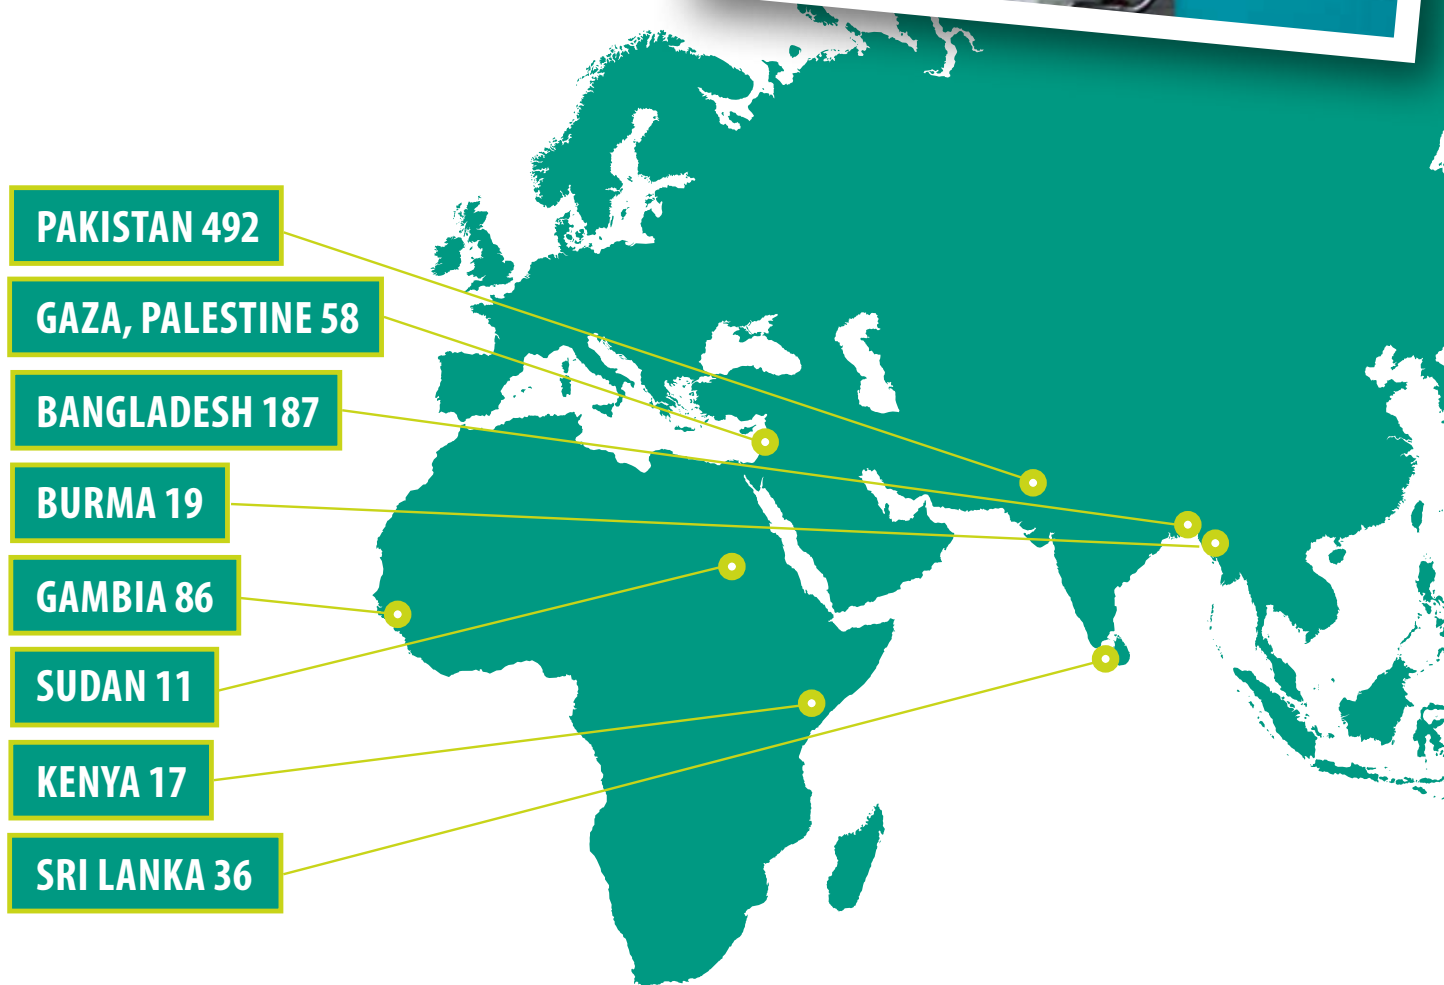 PAKISTAN 492
GAZA, PALESTINE 58
BANGLADESH 187
BURMA 19
GAMBIA 86
SUDAN 11
KENYA 17
SRI LANKA 36